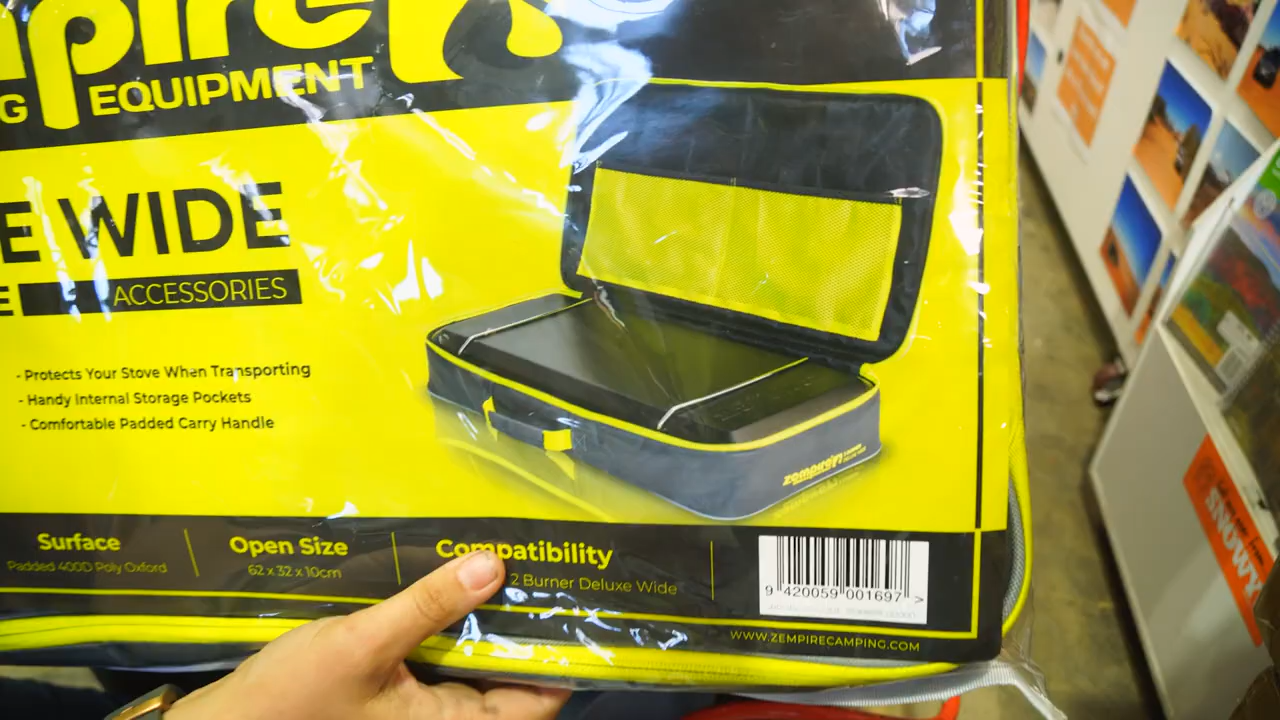 mpire
G EQUIPMENT
E WIDE
E ACCESSORIES
- Protects Your Stove When Transporting
- Handy Internal Storage Pockets
- Comfortable Padded Carry Handle
Surface
Padded 400D Poly Oxford
Open Size
62 x 32 x 10cm
Compatibility
2 Burner Deluxe Wide
9 420059 001697 >
WWW.ZEMPIRECAMPING.COM
SNOWY